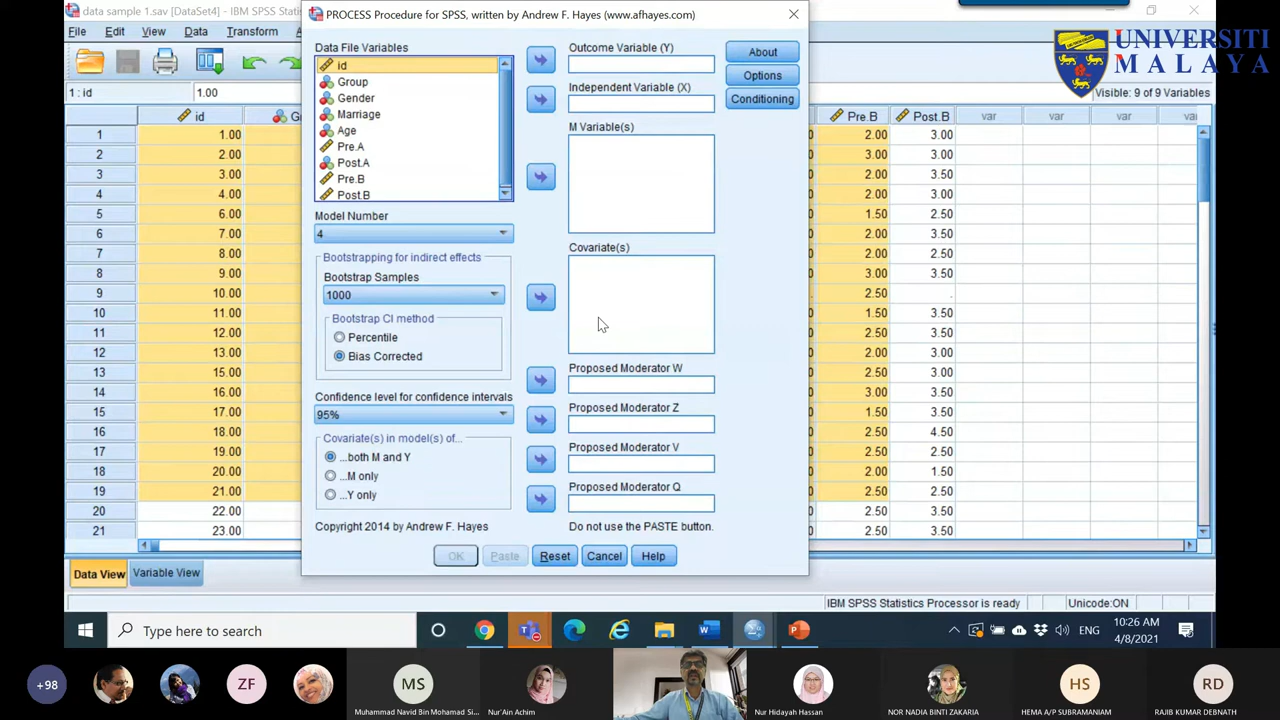 data sample 1.sav [DataSet4] - IBM SPSS Statis
File Edit View Data Transform
1 : id 1.00
Visible: 9 of 9 Variables
UNIVERSITI
MALAYA
id Pre.B Post.B var var var
1 1.00 2.00 3.00
2 2.00 3.00 3.00
3 3.00 2.00 3.50
4 4.00 2.00 3.00
5 6.00 1.50 2.50
6 7.00 2.00 3.50
7 8.00 2.00 2.50
8 9.00 3.00 3.50
9 10.00 2.50 .
10 11.00 1.50 3.50
11 12.00 2.50 3.50
12 13.00 2.00 3.00
13 15.00 2.50 3.00
14 16.00 2.00 3.00
15 17.00 1.50 3.50
16 18.00 2.50 4.50
17 19.00 2.50 2.50
18 20.00 2.00 1.50
19 21.00 2.50 2.50
20 22.00 2.50 3.50
21 23.00 2.50 3.50
Data View Variable View
IBM SPSS Statistics Processor is ready Unicode:ON
PROCESS Procedure for SPSS, written by Andrew F. Hayes (www.afhayes.com)
Data File Variables
id
Group
Gender
Marriage
Age
Pre.A
Post.A
Pre.B
Post.B
Model Number
4
Bootstrapping for indirect effects
Bootstrap Samples
1000
Bootstrap CI method
Percentile
Bias Corrected
Confidence level for confidence intervals
95%
Covariate(s) in model(s) of...
...both M and Y
...M only
...Y only
Copyright 2014 by Andrew F. Hayes
Outcome Variable (Y)
Independent Variable (X)
M Variable(s)
Covariate(s)
Proposed Moderator W
Proposed Moderator Z
Proposed Moderator V
Proposed Moderator Q
Do not use the PASTE button.
About
Options
Conditioning
OK Paste Reset Cancel Help
Type here to search
ENG
10:26 AM
4/8/2021
+98
ZF
MS
HS
RD
Muhammad Navid Bin Mohamad Si...
Nur'Ain Achim
Nur Hidayah Hassan
NOR NADIA BINTI ZAKARIA
HEMA A/P SUBRAMANIAM
RAJIB KUMAR DEBNATH